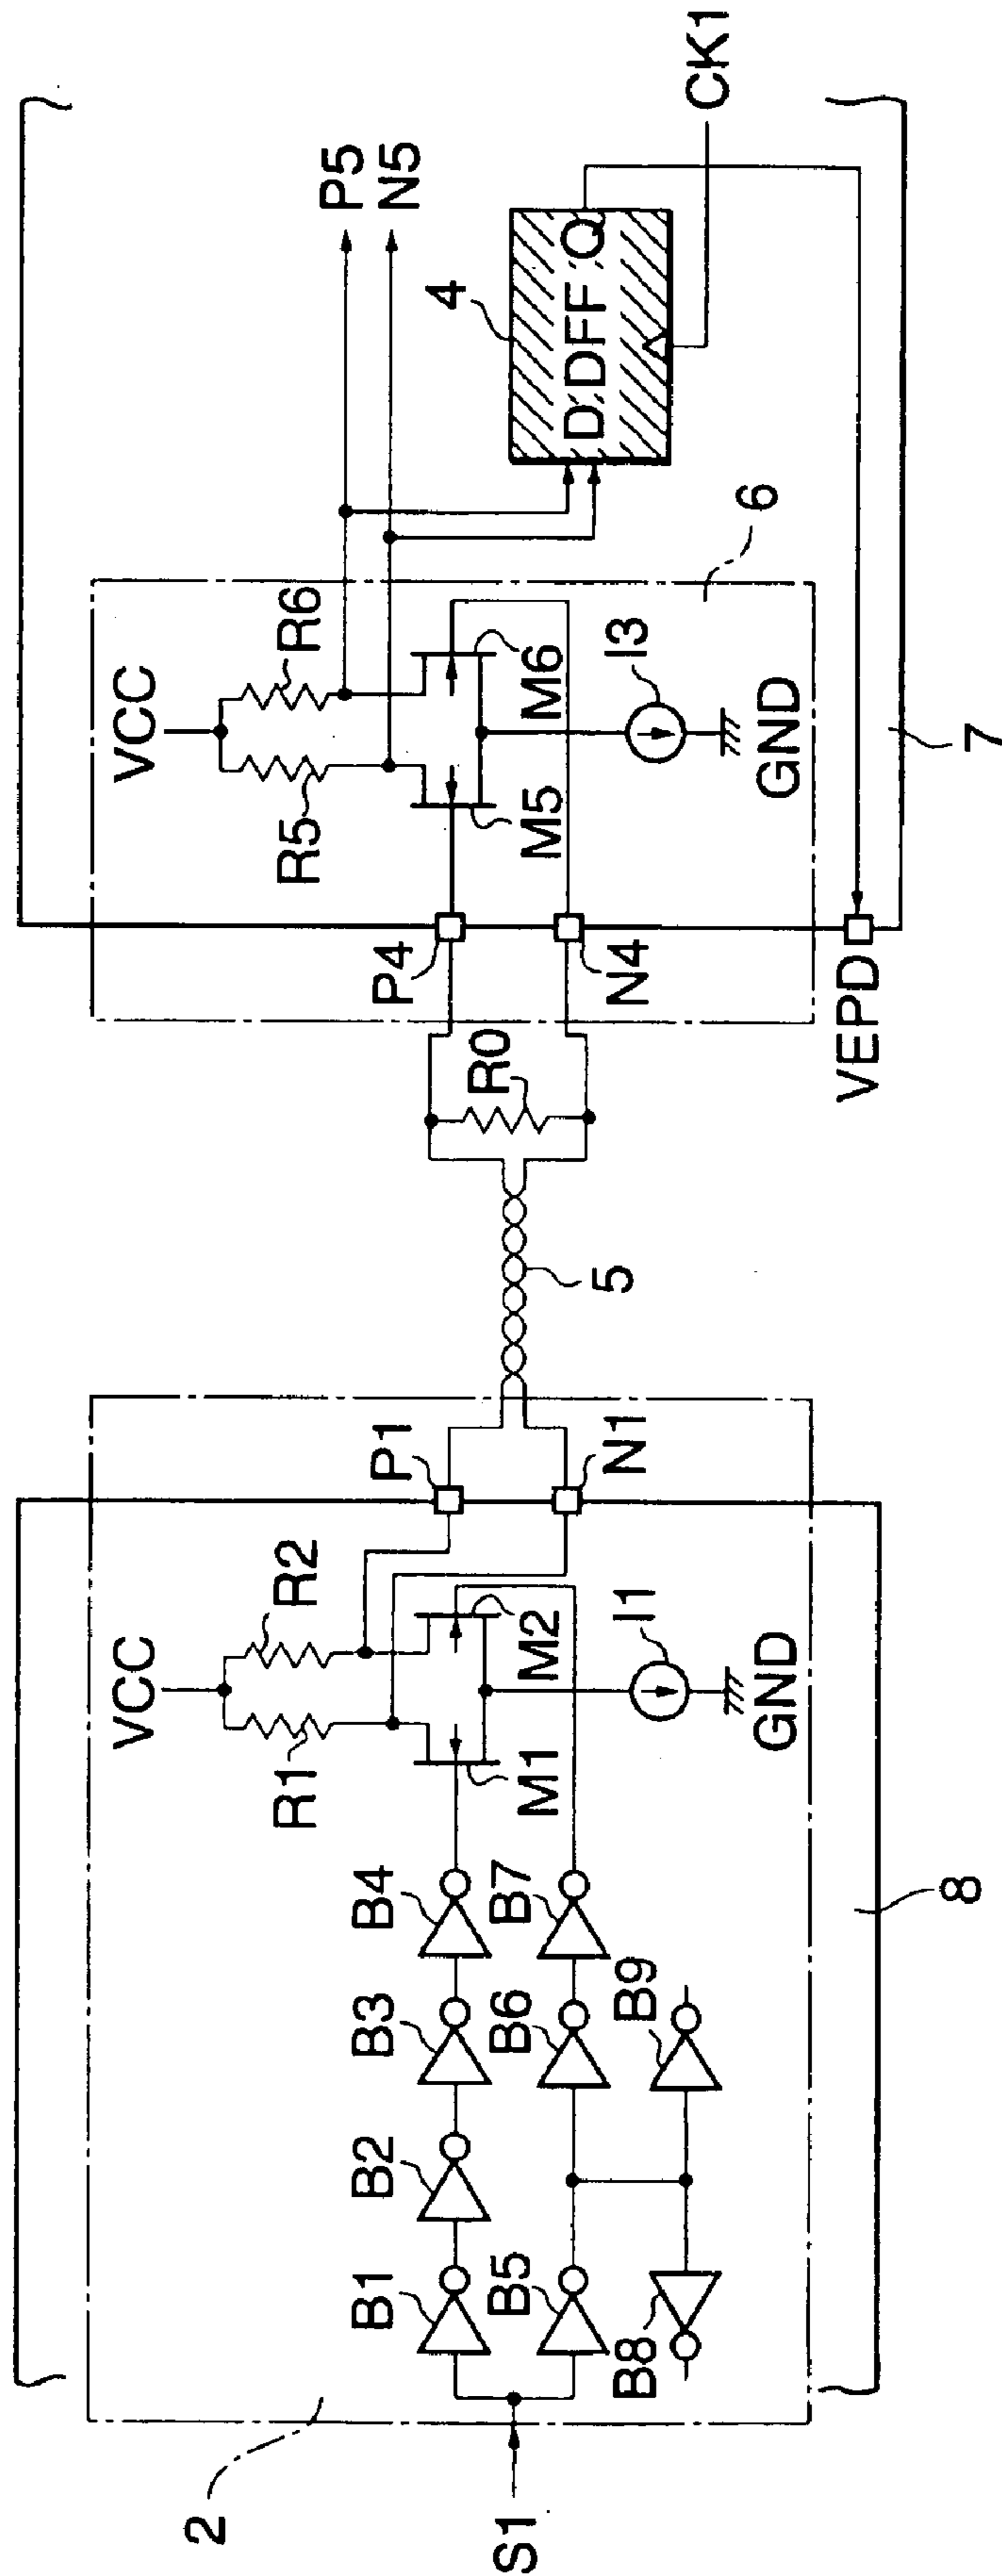 S1
2
B1
B2
B3
B4
B5
B6
B7
B8
B9
VCC
R1
R2
M1
M2
I1
GND
P1
N1
8
5
R0
P4
N4
VCC
R5
R6
M5
M6
I3
GND
6
P5
N5
4
D DFF Q
CK1
VEPD
7